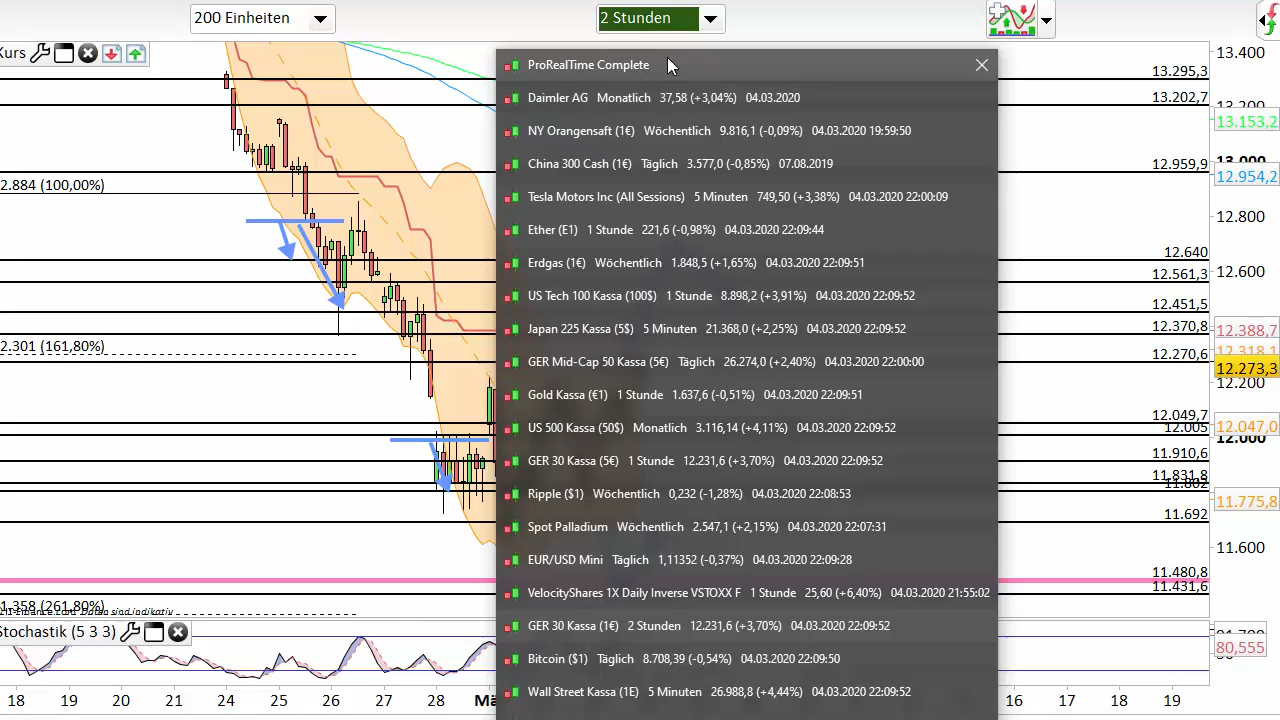 200 Einheiten
2 Stunden
Kurs
ProRealTime Complete
Daimler AG Monatlich 37,58 (+3,04%) 04.03.2020
NY Orangensaft (1€) Wöchentlich 9.816,1 (-0,09%) 04.03.2020 19:59:50
China 300 Cash (1€) Täglich 3.577,0 (-0,85%) 07.08.2019
Tesla Motors Inc (All Sessions) 5 Minuten 749,50 (+3,38%) 04.03.2020 22:00:09
Ether (E1) 1 Stunde 221,6 (-0,98%) 04.03.2020 22:09:44
Erdgas (1€) Wöchentlich 1.848,5 (+1,65%) 04.03.2020 22:09:51
US Tech 100 Kassa (100$) 1 Stunde 8.898,2 (+3,91%) 04.03.2020 22:09:52
Japan 225 Kassa (5$) 5 Minuten 21.368,0 (+2,25%) 04.03.2020 22:09:52
GER Mid-Cap 50 Kassa (5€) Täglich 26.274,0 (+2,40%) 04.03.2020 22:00:00
Gold Kassa (€1) 1 Stunde 1.637,6 (-0,51%) 04.03.2020 22:09:51
US 500 Kassa (50$) Monatlich 3.116,14 (+4,11%) 04.03.2020 22:09:52
GER 30 Kassa (5€) 1 Stunde 12.231,6 (+3,70%) 04.03.2020 22:09:52
Ripple ($1) Wöchentlich 0,232 (-1,28%) 04.03.2020 22:08:53
Spot Palladium Wöchentlich 2.547,1 (+2,15%) 04.03.2020 22:07:31
EUR/USD Mini Täglich 1,11352 (-0,37%) 04.03.2020 22:09:28
VelocityShares 1X Daily Inverse VSTOXX F 1 Stunde 25,60 (+6,40%) 04.03.2020 21:55:02
GER 30 Kassa (1€) 2 Stunden 12.231,6 (+3,70%) 04.03.2020 22:09:52
Bitcoin ($1) Täglich 8.708,39 (-0,54%) 04.03.2020 22:09:50
Wall Street Kassa (1E) 5 Minuten 26.988,8 (+4,44%) 04.03.2020 22:09:52
2.884 (100,00%)
2.301 (161,80%)
1.358 (261,80%)
Daten sind indikativ
Stochastik (5 3 3)
13.295,3
13.202,7
12.959,9
12.640
12.561,3
12.451,5
12.370,8
12.270,6
12.049,7
12.005
11.910,6
11.831,8
11.692
11.480,8
11.431,6
13.400
13.153,2
13.000
12.954,2
12.800
12.600
12.388,7
12.318,1
12.273,3
12.200
12.047,0
12.000
11.775,8
11.600
80,555
18 19 20 21 24 25 26 27 28 Mä 16 17 18 19